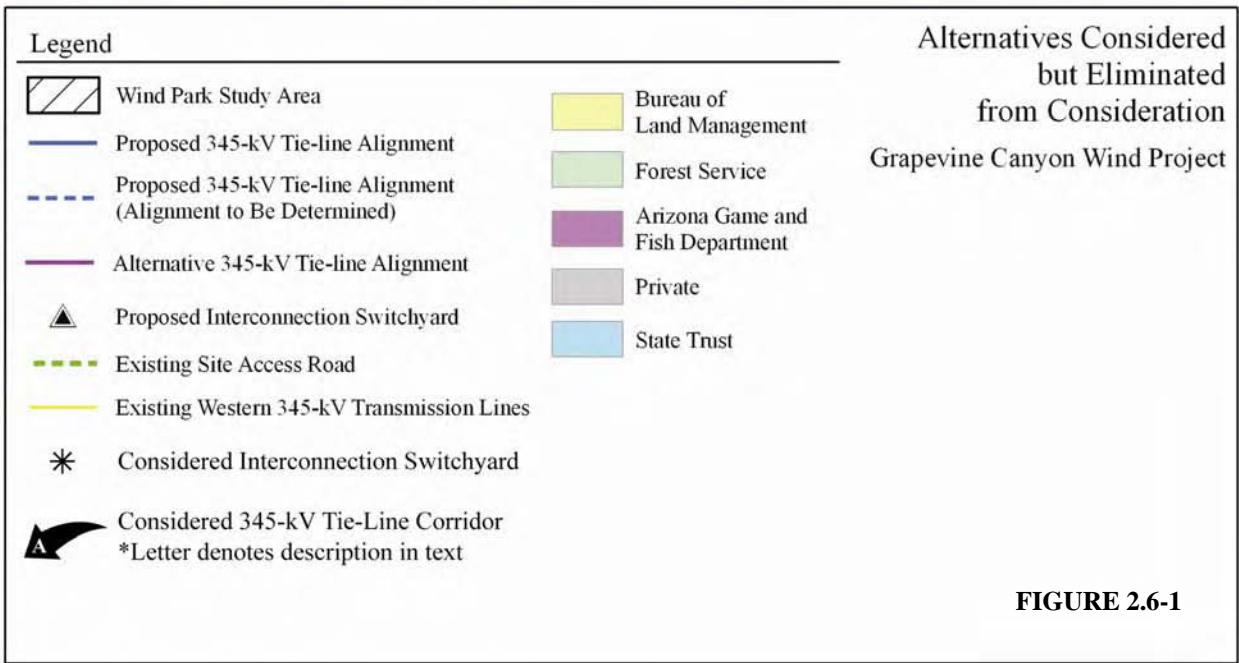 Legend
Wind Park Study Area
Proposed 345-kV Tie-line Alignment
Proposed 345-kV Tie-line Alignment
(Alignment to Be Determined)
Alternative 345-kV Tie-line Alignment
Proposed Interconnection Switchyard
Existing Site Access Road
Existing Western 345-kV Transmission Lines
Considered Interconnection Switchyard
A
Considered 345-kV Tie-Line Corridor
*Letter denotes description in text
Bureau of
Land Management
Forest Service
Arizona Game and
Fish Department
Private
State Trust
Alternatives Considered
but Eliminated
from Consideration
Grapevine Canyon Wind Project
FIGURE 2.6-1